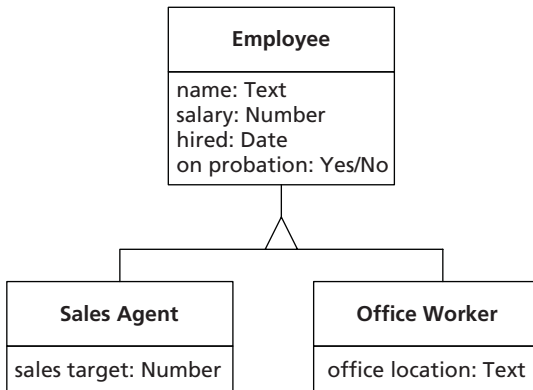 Employee
name: Text
salary: Number
hired: Date
on probation: Yes/No
Sales Agent
sales target: Number
Office Worker
office location: Text